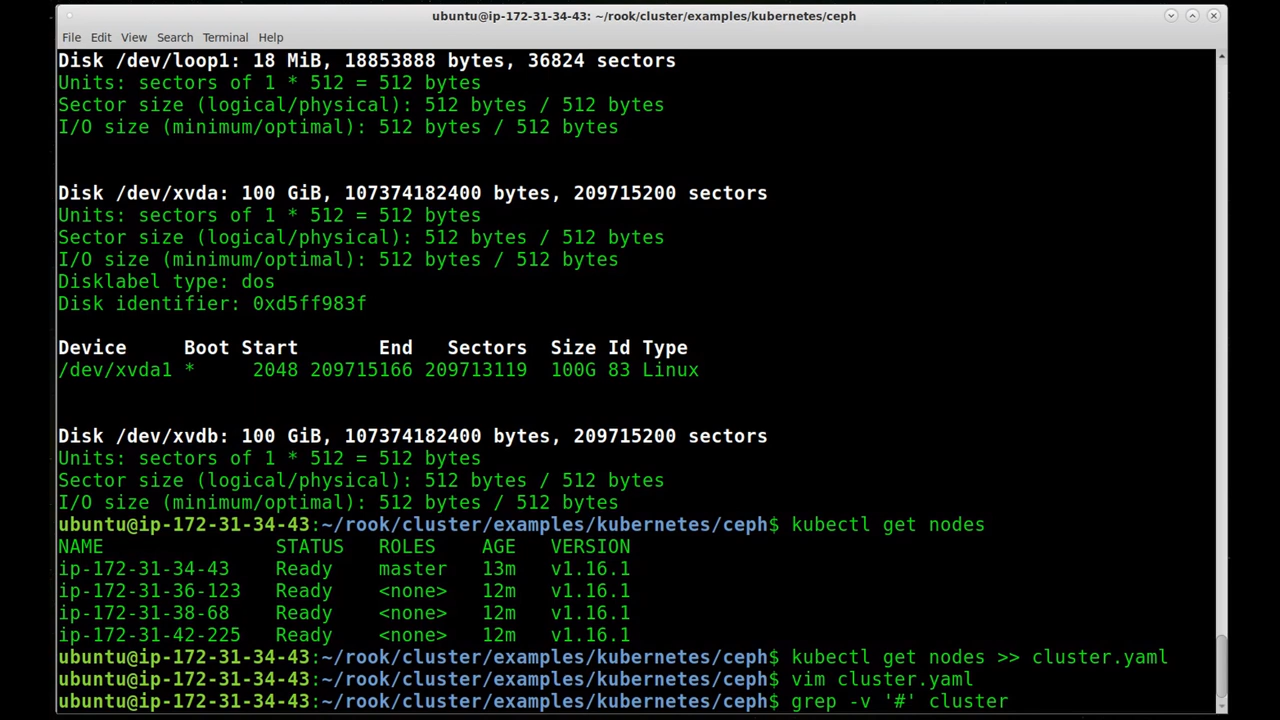 ubuntu@ip-172-31-34-43: ~/rook/cluster/examples/kubernetes/ceph
File Edit View Search Terminal Help
Disk /dev/loop1: 18 MiB, 18853888 bytes, 36824 sectors
Units: sectors of 1 * 512 = 512 bytes
Sector size (logical/physical): 512 bytes / 512 bytes
I/O size (minimum/optimal): 512 bytes / 512 bytes
Disk /dev/xvda: 100 GiB, 107374182400 bytes, 209715200 sectors
Units: sectors of 1 * 512 = 512 bytes
Sector size (logical/physical): 512 bytes / 512 bytes
I/O size (minimum/optimal): 512 bytes / 512 bytes
Disklabel type: dos
Disk identifier: 0xd5ff983f
Device     Boot Start       End   Sectors  Size Id Type
/dev/xvda1 *     2048 209715166 209713119  100G 83 Linux
Disk /dev/xvdb: 100 GiB, 107374182400 bytes, 209715200 sectors
Units: sectors of 1 * 512 = 512 bytes
Sector size (logical/physical): 512 bytes / 512 bytes
I/O size (minimum/optimal): 512 bytes / 512 bytes
ubuntu@ip-172-31-34-43:~/rook/cluster/examples/kubernetes/ceph$ kubectl get nodes
NAME               STATUS   ROLES    AGE   VERSION
ip-172-31-34-43    Ready    master   13m   v1.16.1
ip-172-31-36-123   Ready    <none>   12m   v1.16.1
ip-172-31-38-68    Ready    <none>   12m   v1.16.1
ip-172-31-42-225   Ready    <none>   12m   v1.16.1
ubuntu@ip-172-31-34-43:~/rook/cluster/examples/kubernetes/ceph$ kubectl get nodes >> cluster.yaml
ubuntu@ip-172-31-34-43:~/rook/cluster/examples/kubernetes/ceph$ vim cluster.yaml
ubuntu@ip-172-31-34-43:~/rook/cluster/examples/kubernetes/ceph$ grep -v '#' cluster